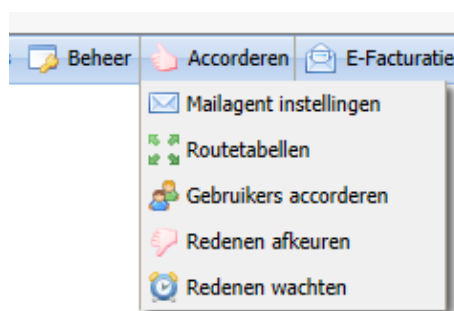 Beheer Accorderen E-Facturatie
Mailagent instellingen
Routetabellen
Gebruikers accorderen
Redenen afkeuren
Redenen wachten